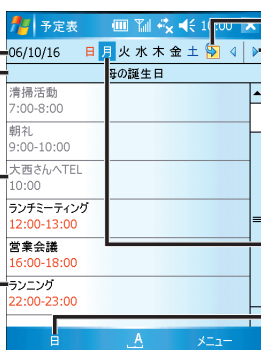 予定表 10:00
06/10/16 日 月 火 水 木 金 土
母の誕生日
清掃活動
7:00-8:00
朝礼
9:00-10:00
大西さんへTEL
10:00
ランチミーティング
12:00-13:00
営業会議
16:00-18:00
ランニング
22:00-23:00
日 A メニュー